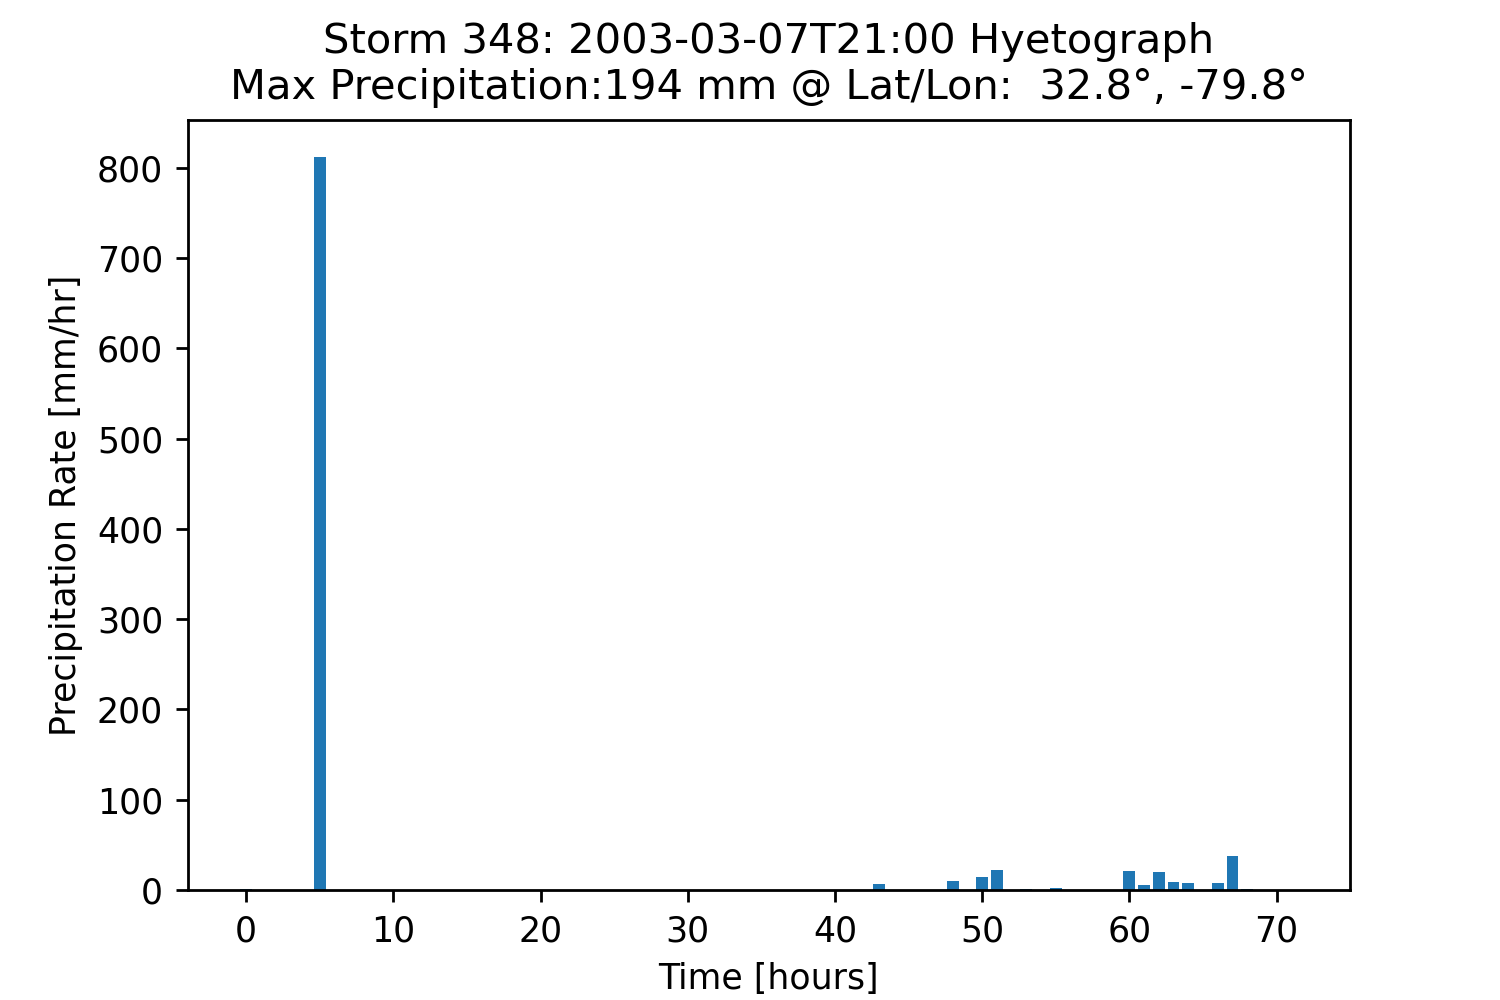 Storm 348: 2003-03-07T21:00 Hyetograph
Max Precipitation:194 mm @ Lat/Lon:  32.8°, -79.8°
Precipitation Rate [mm/hr]
800
700
600
500
400
300
200
100
0
0 10 20 30 40 50 60 70
Time [hours]